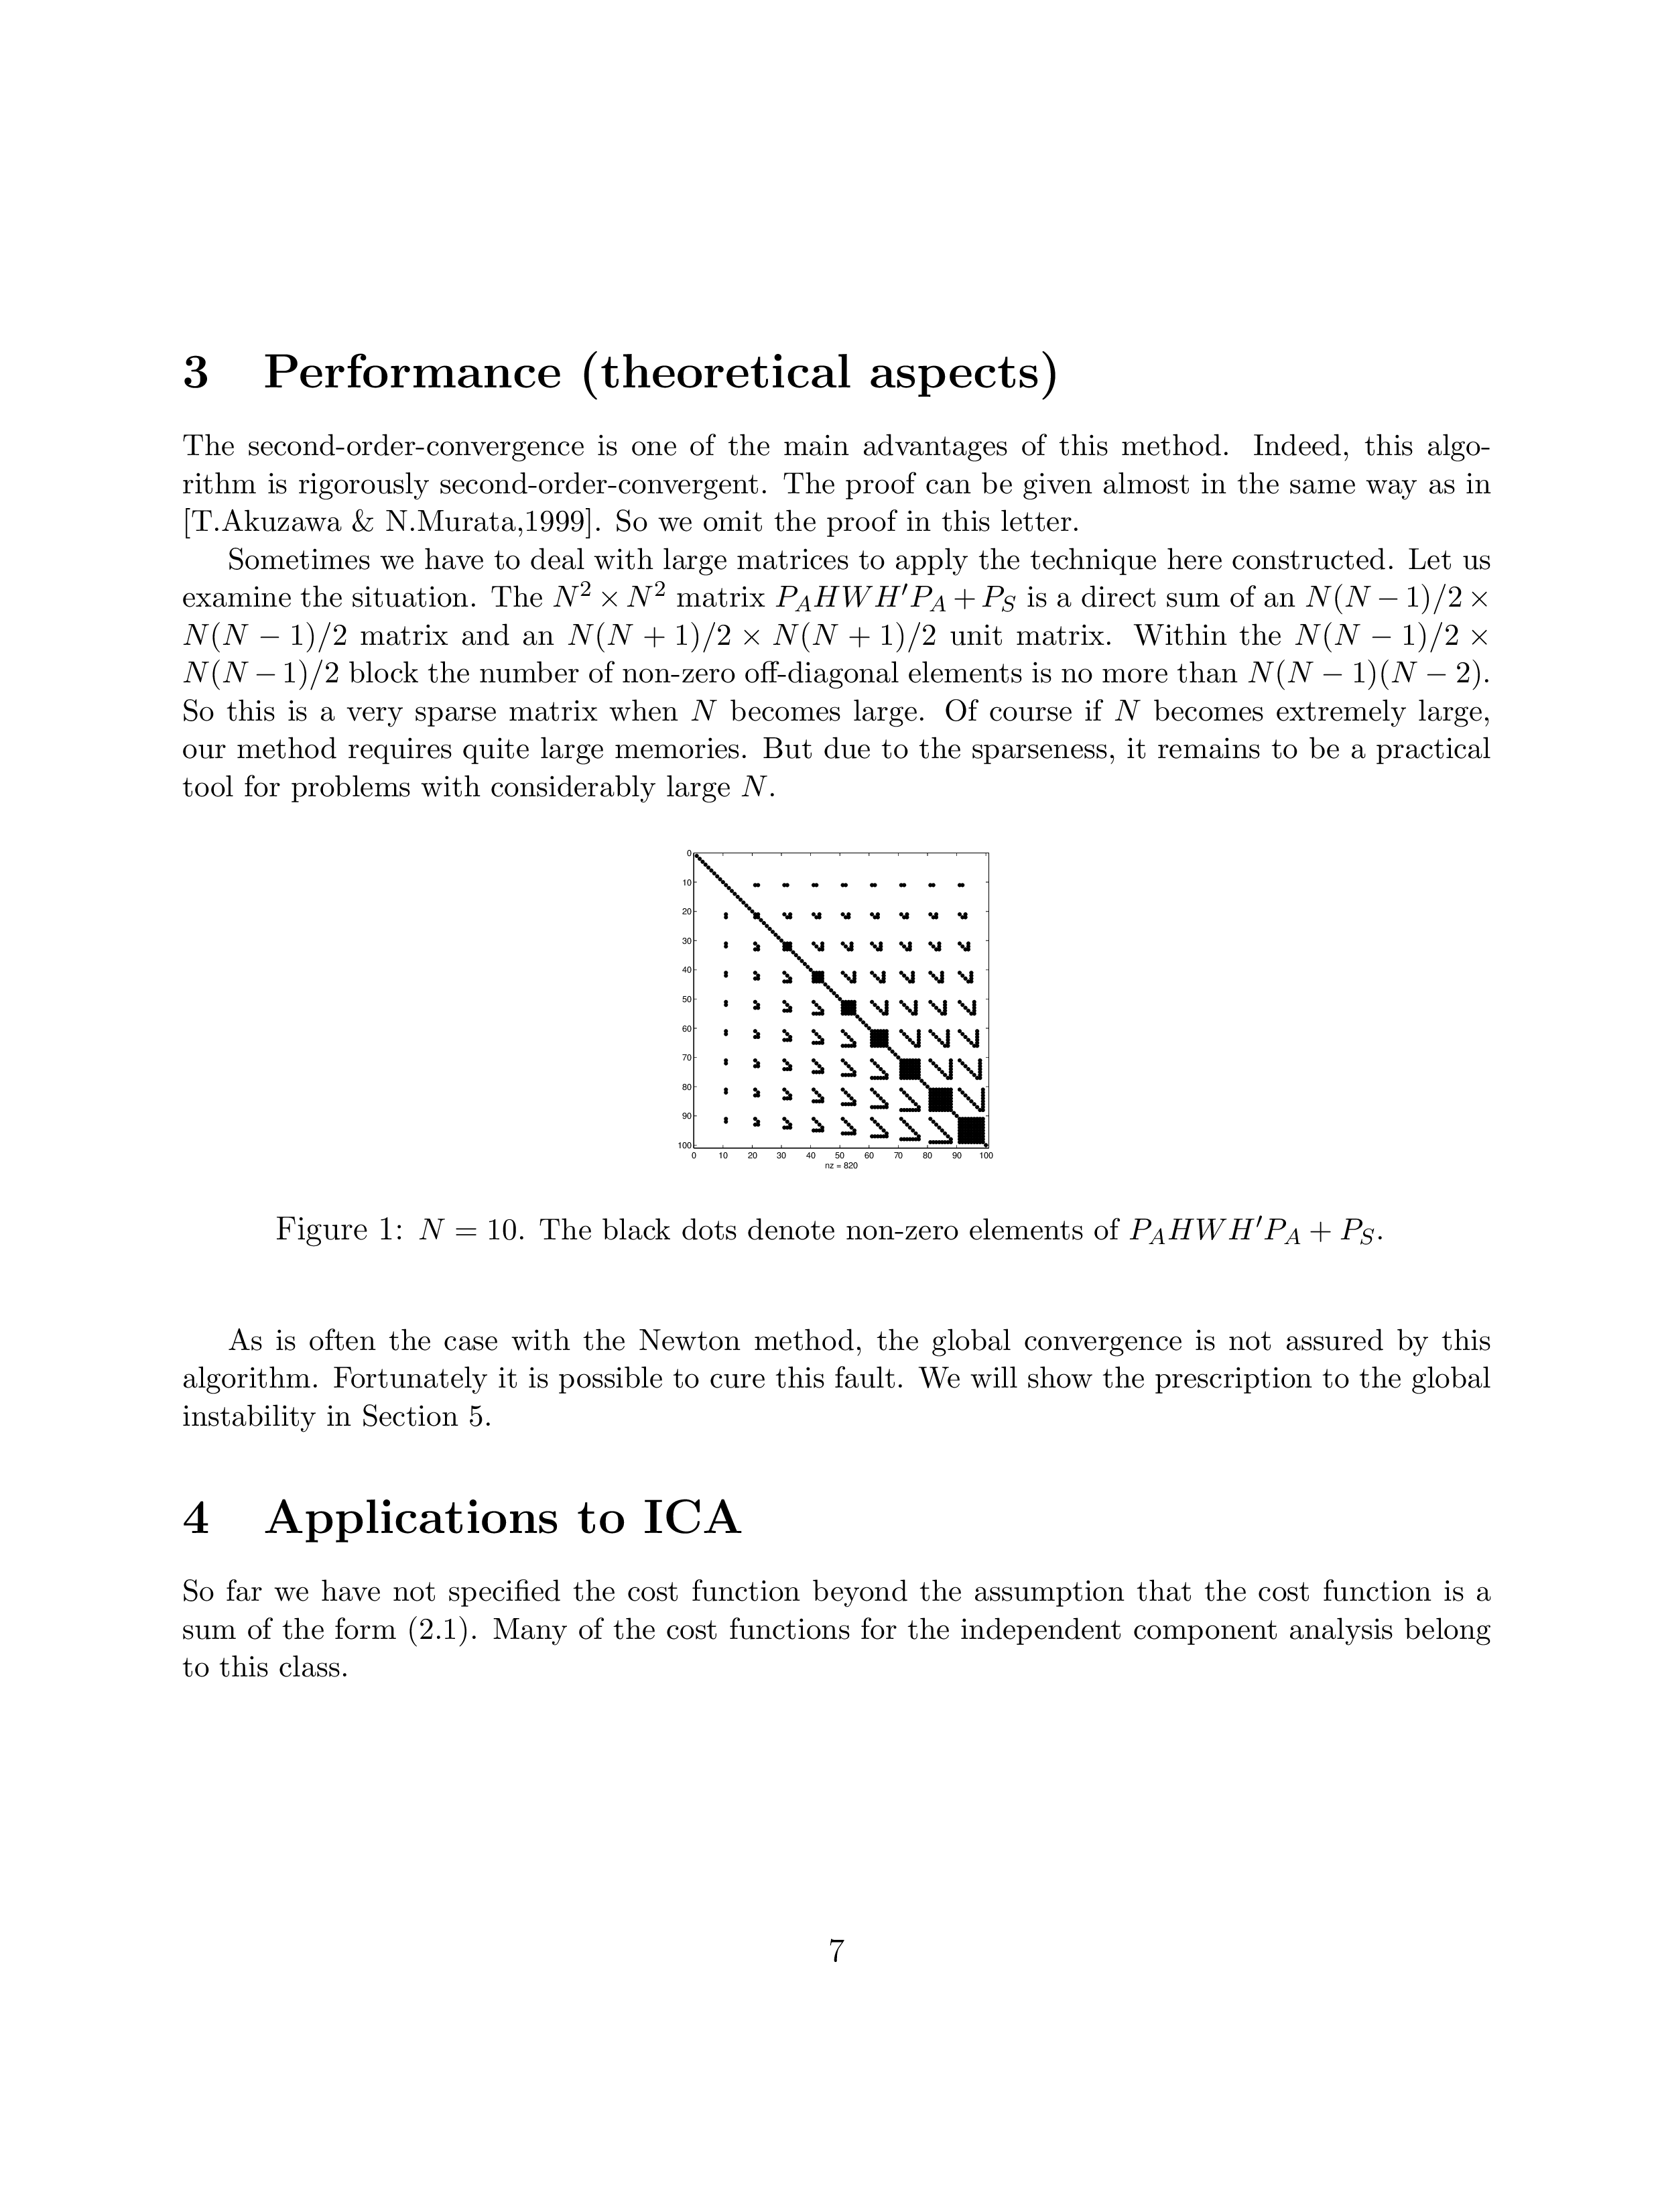 3 Performance (theoretical aspects)
The second-order-convergence is one of the main advantages of this method. Indeed, this algo-
rithm is rigorously second-order-convergent. The proof can be given almost in the same way as in
[T.Akuzawa & N.Murata,1999]. So we omit the proof in this letter.
Sometimes we have to deal with large matrices to apply the technique here constructed. Let us
examine the situation. The N² × N² matrix P_A HWH′P_A + P_S is a direct sum of an N(N − 1)/2 ×
N(N − 1)/2 matrix and an N(N + 1)/2 × N(N + 1)/2 unit matrix. Within the N(N − 1)/2 ×
N(N − 1)/2 block the number of non-zero off-diagonal elements is no more than N(N − 1)(N − 2).
So this is a very sparse matrix when N becomes large. Of course if N becomes extremely large,
our method requires quite large memories. But due to the sparseness, it remains to be a practical
tool for problems with considerably large N.
0
10
20
30
40
50
60
70
80
90
100
0 10 20 30 40 50 60 70 80 90 100
nz = 820
Figure 1: N = 10. The black dots denote non-zero elements of P_A HWH′P_A + P_S.
As is often the case with the Newton method, the global convergence is not assured by this
algorithm. Fortunately it is possible to cure this fault. We will show the prescription to the global
instability in Section 5.
4 Applications to ICA
So far we have not specified the cost function beyond the assumption that the cost function is a
sum of the form (2.1). Many of the cost functions for the independent component analysis belong
to this class.
7